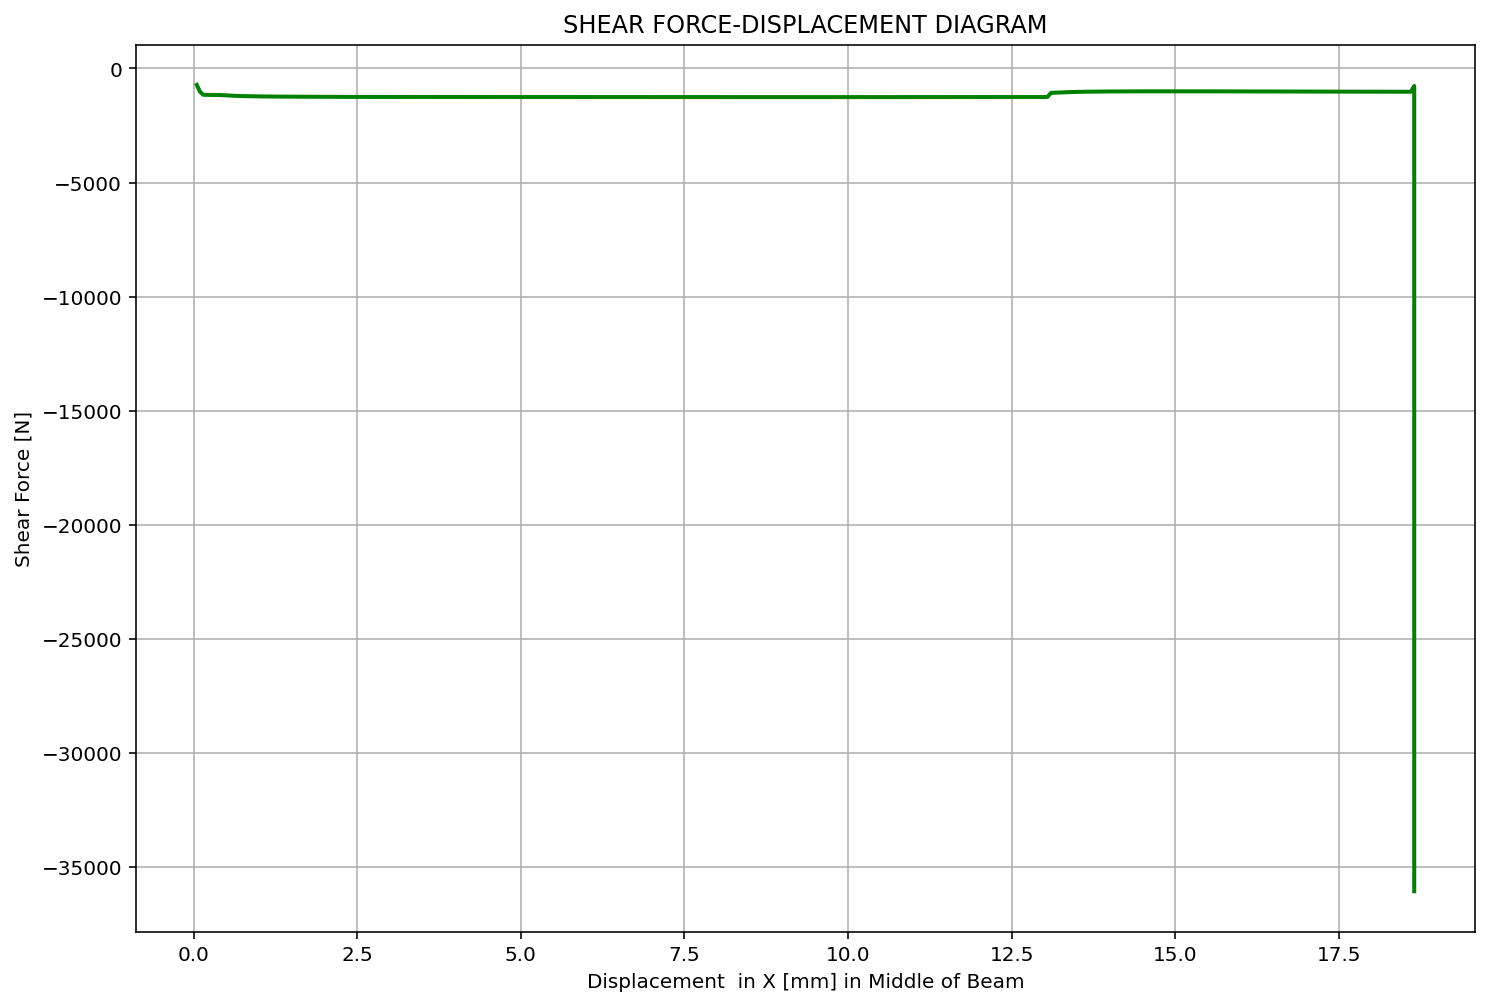 SHEAR FORCE-DISPLACEMENT DIAGRAM
0
−5000
−10000
−15000
−20000
−25000
−30000
−35000
Shear Force [N]
0.0 2.5 5.0 7.5 10.0 12.5 15.0 17.5
Displacement  in X [mm] in Middle of Beam